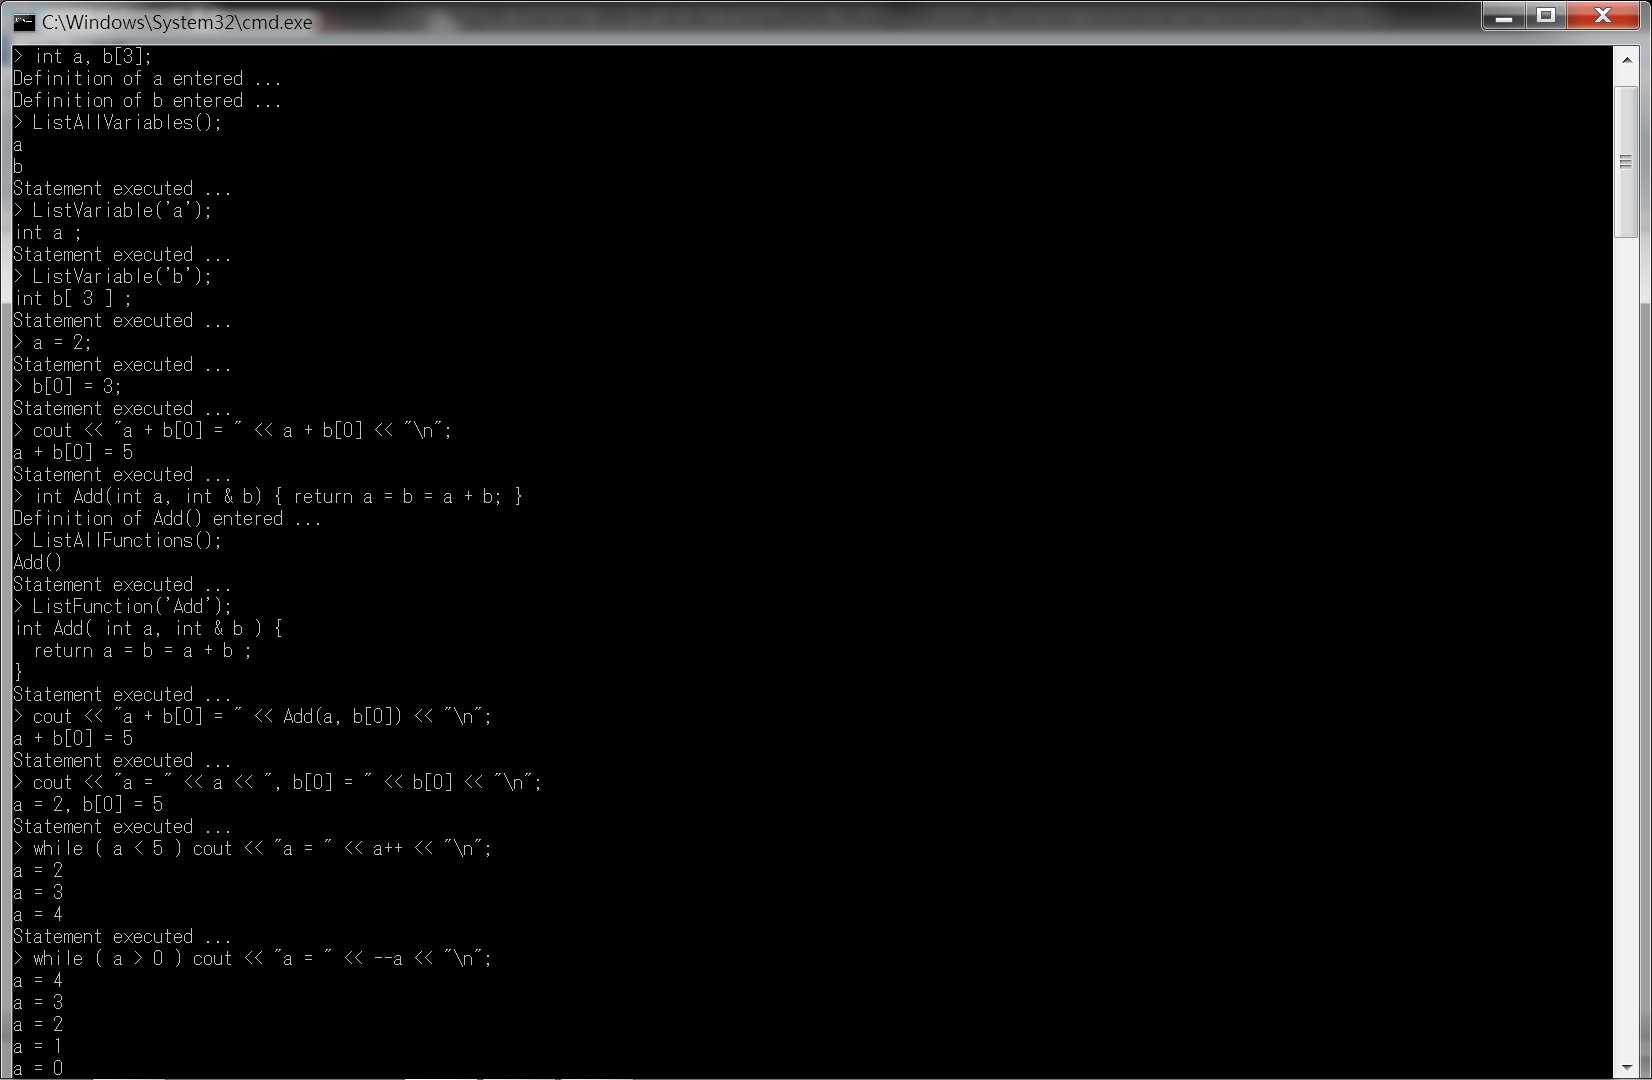 C:\Windows\System32\cmd.exe
> int a, b[3];
Definition of a entered ...
Definition of b entered ...
> ListAllVariables();
a
b
Statement executed ...
> ListVariable('a');
int a ;
Statement executed ...
> ListVariable('b');
int b[ 3 ] ;
Statement executed ...
> a = 2;
Statement executed ...
> b[0] = 3;
Statement executed ...
> cout << "a + b[0] = " << a + b[0] << "\n";
a + b[0] = 5
Statement executed ...
> int Add(int a, int & b) { return a = b = a + b; }
Definition of Add() entered ...
> ListAllFunctions();
Add()
Statement executed ...
> ListFunction('Add');
int Add( int a, int & b ) {
  return a = b = a + b ;
}
Statement executed ...
> cout << "a + b[0] = " << Add(a, b[0]) << "\n";
a + b[0] = 5
Statement executed ...
> cout << "a = " << a << ", b[0] = " << b[0] << "\n";
a = 2, b[0] = 5
Statement executed ...
> while ( a < 5 ) cout << "a = " << a++ << "\n";
a = 2
a = 3
a = 4
Statement executed ...
> while ( a > 0 ) cout << "a = " << --a << "\n";
a = 4
a = 3
a = 2
a = 1
a = 0